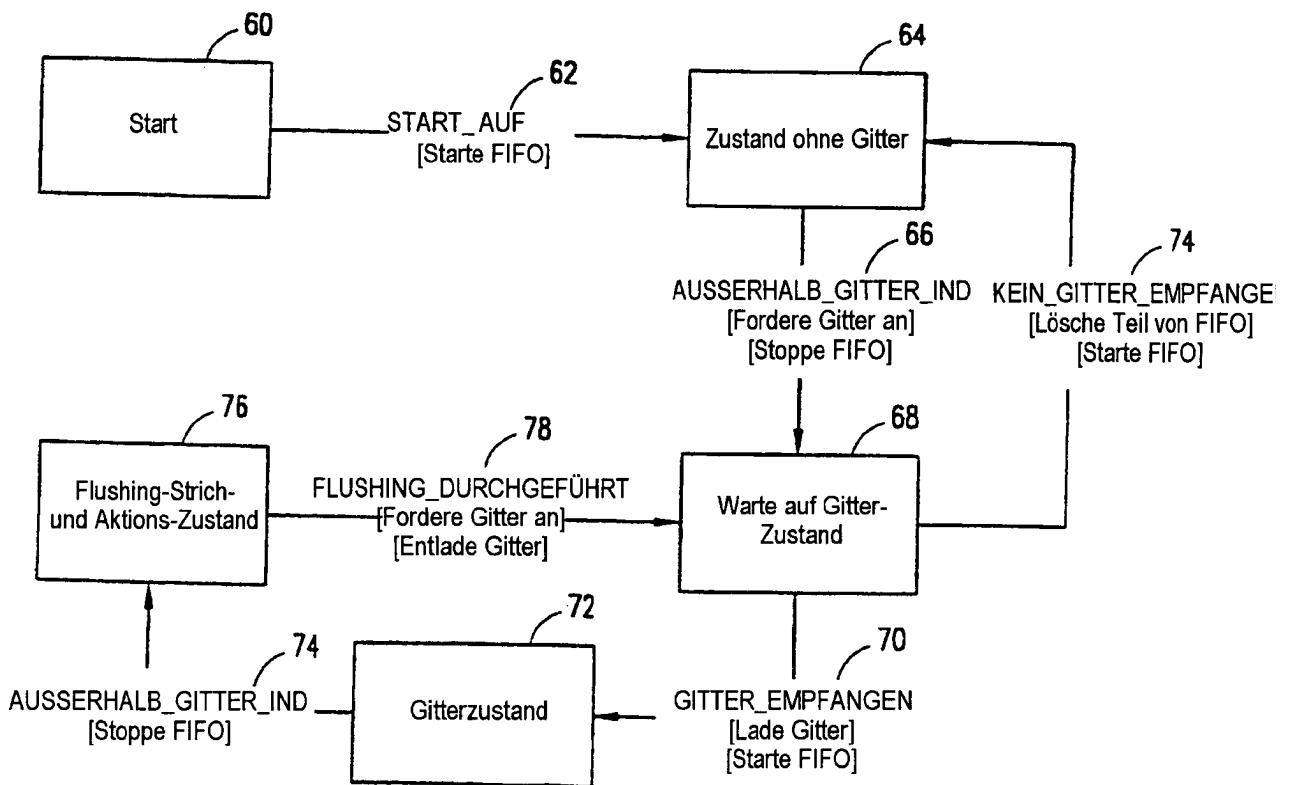 60
Start
62
START_AUF
[Starte FIFO]
64
Zustand ohne Gitter
66
AUSSERHALB_GITTER_IND
[Fordere Gitter an]
[Stoppe FIFO]
74
KEIN_GITTER_EMPFANGE
[Lösche Teil von FIFO]
[Starte FIFO]
76
Flushing-Strich-
und Aktions-Zustand
78
FLUSHING_DURCHGEFÜHRT
[Fordere Gitter an]
[Entlade Gitter]
68
Warte auf Gitter-
Zustand
74
AUSSERHALB_GITTER_IND
[Stoppe FIFO]
72
Gitterzustand
70
GITTER_EMPFANGEN
[Lade Gitter]
[Starte FIFO]